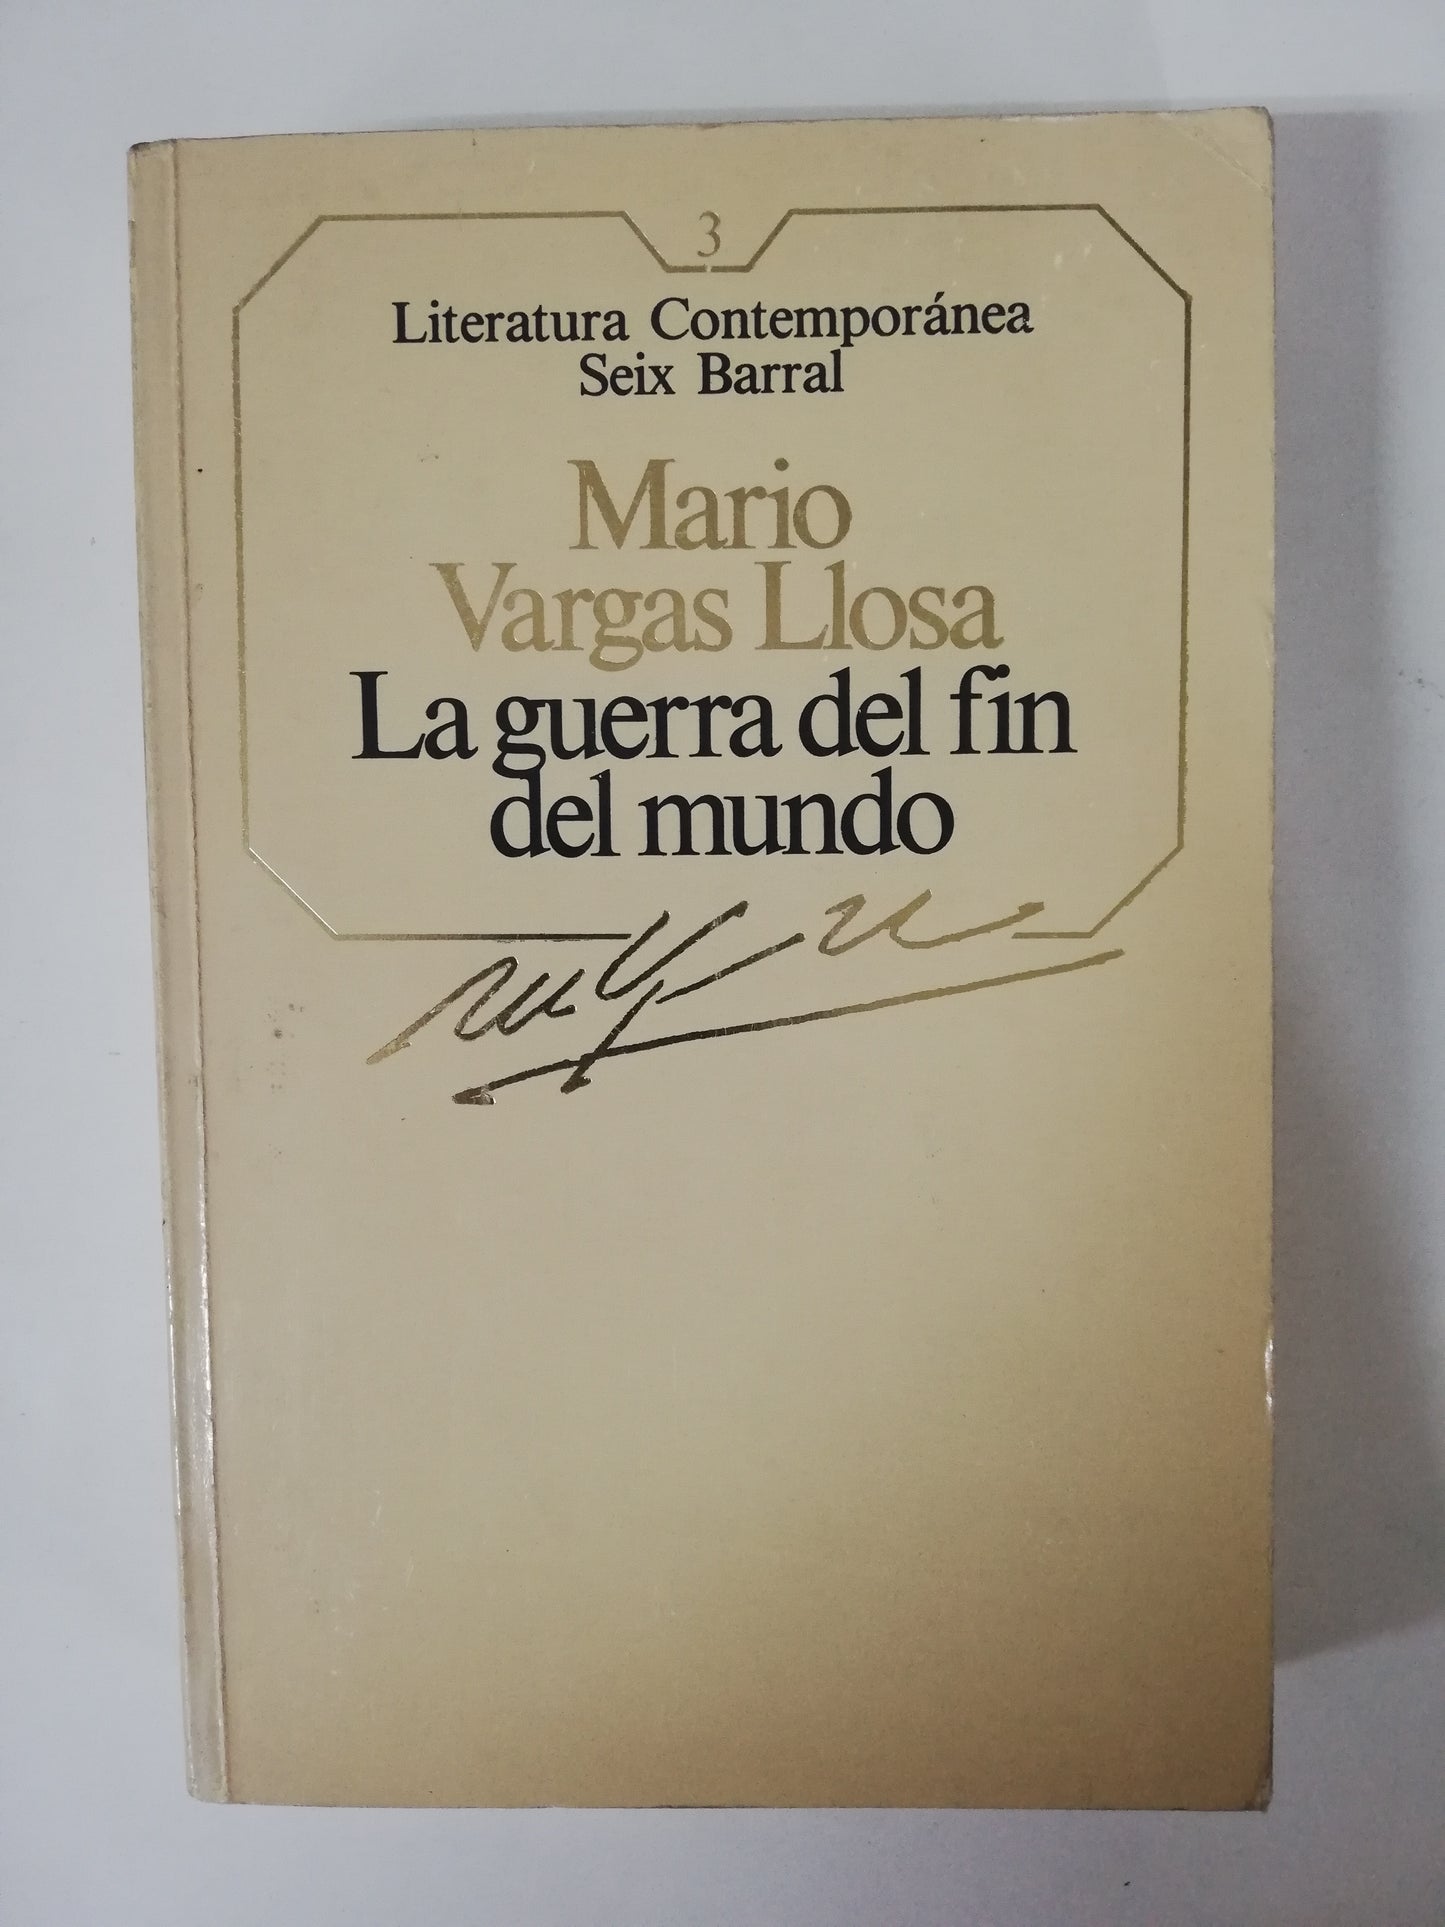 3
Literatura Contemporánea
Seix Barral
Mario
Vargas Llosa
La guerra del fin
del mundo